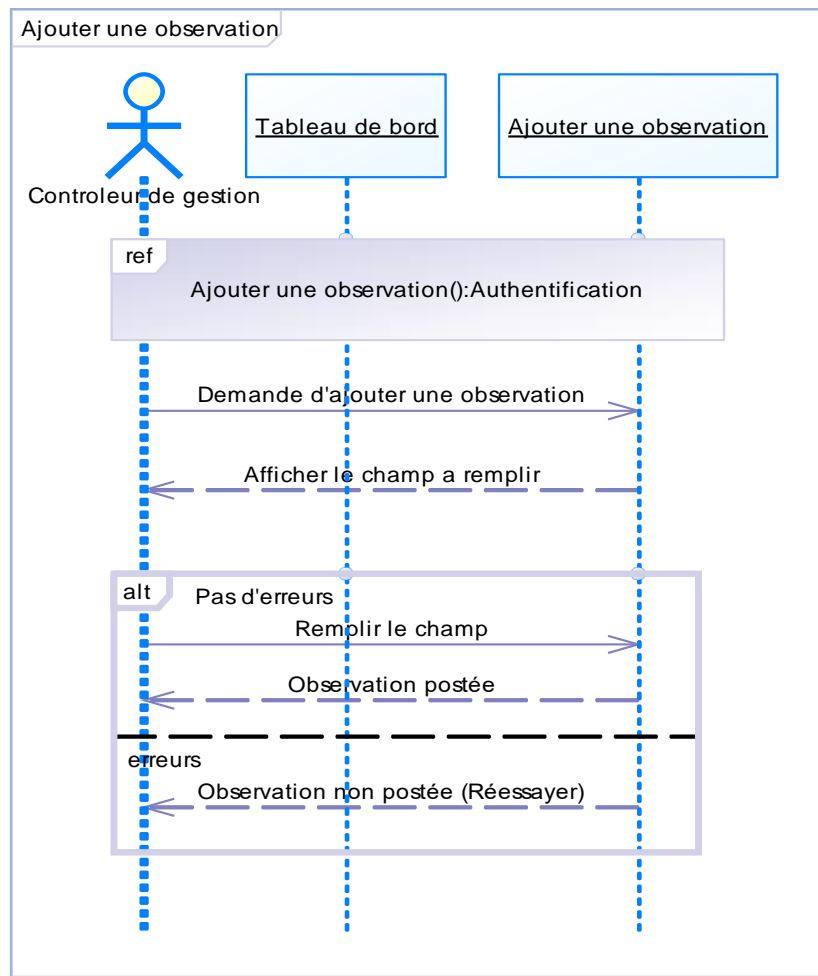 Ajouter une observation
Tableau de bord
Ajouter une observation
Controleur de gestion
ref
Ajouter une observation():Authentification
Demande d'ajouter une observation
Afficher le champ a remplir
alt
Pas d'erreurs
Remplir le champ
Observation postée
erreurs
Observation non postée (Réessayer)